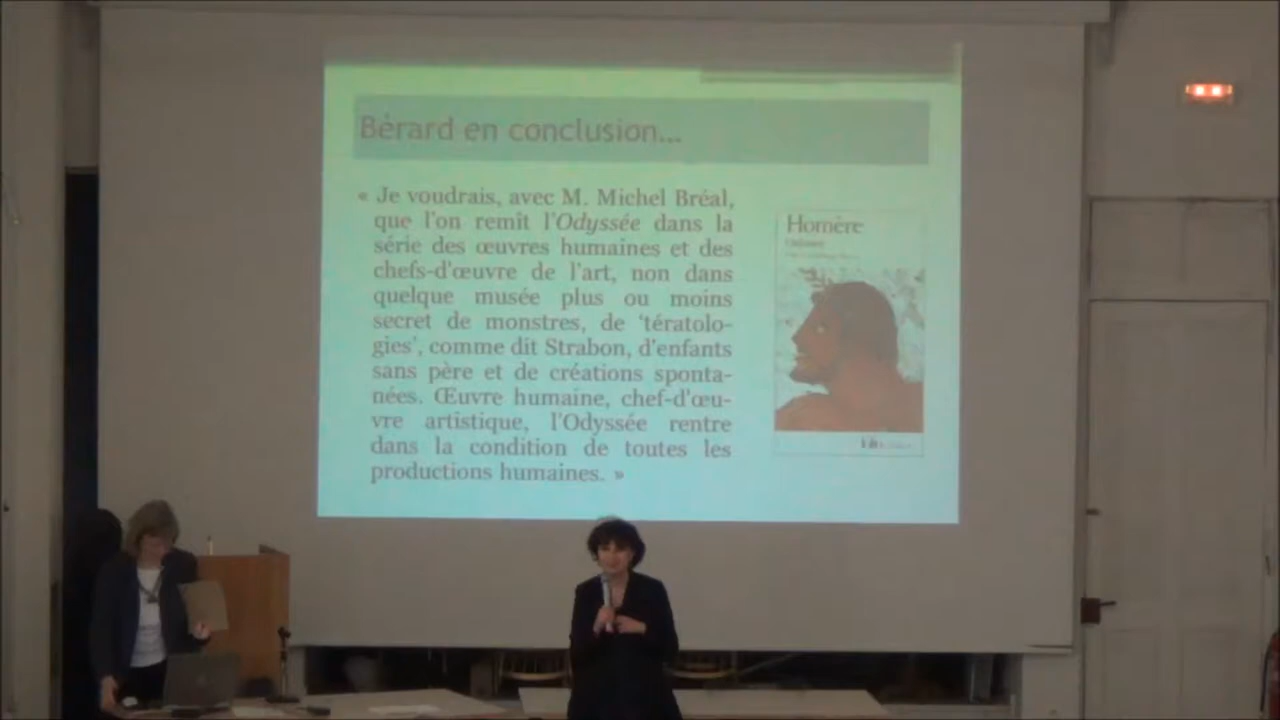 Bérard en conclusion...
« Je voudrais, avec M. Michel Bréal,
que l'on remît l'Odyssée dans la
série des œuvres humaines et des
chefs-d'œuvre de l'art, non dans
quelque musée plus ou moins
secret de monstres, de 'tératolo-
gies', comme dit Strabon, d'enfants
sans père et de créations sponta-
nées. Œuvre humaine, chef-d'œu-
vre artistique, l'Odyssée rentre
dans la condition de toutes les
productions humaines. »
Homère